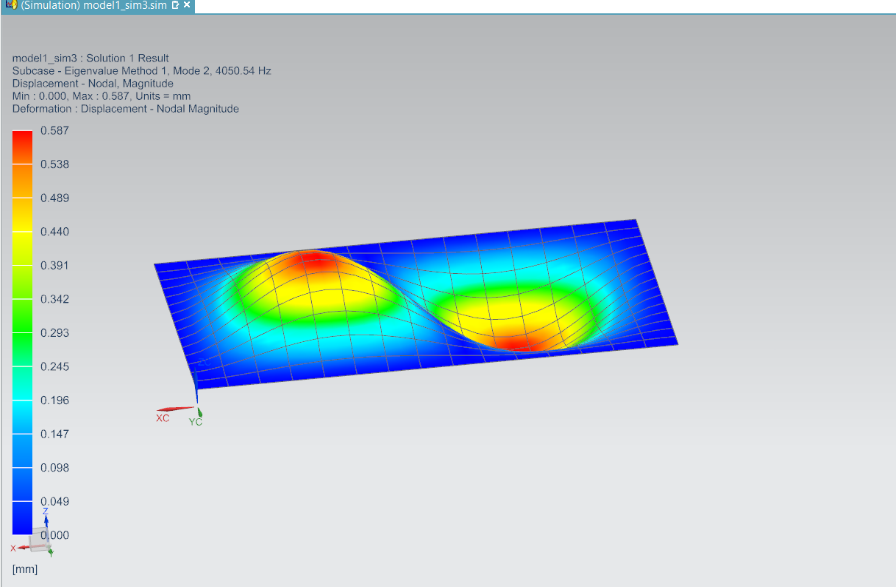 (Simulation) model1_sim3.sim
model1_sim3 : Solution 1 Result
Subcase - Eigenvalue Method 1, Mode 2, 4050.54 Hz
Displacement - Nodal, Magnitude
Min : 0.000, Max : 0.587, Units = mm
Deformation : Displacement - Nodal Magnitude
0.587
0.538
0.489
0.440
0.391
0.342
0.293
0.245
0.196
0.147
0.098
0.049
0.000
[mm]
XC
YC
Z
X
Y